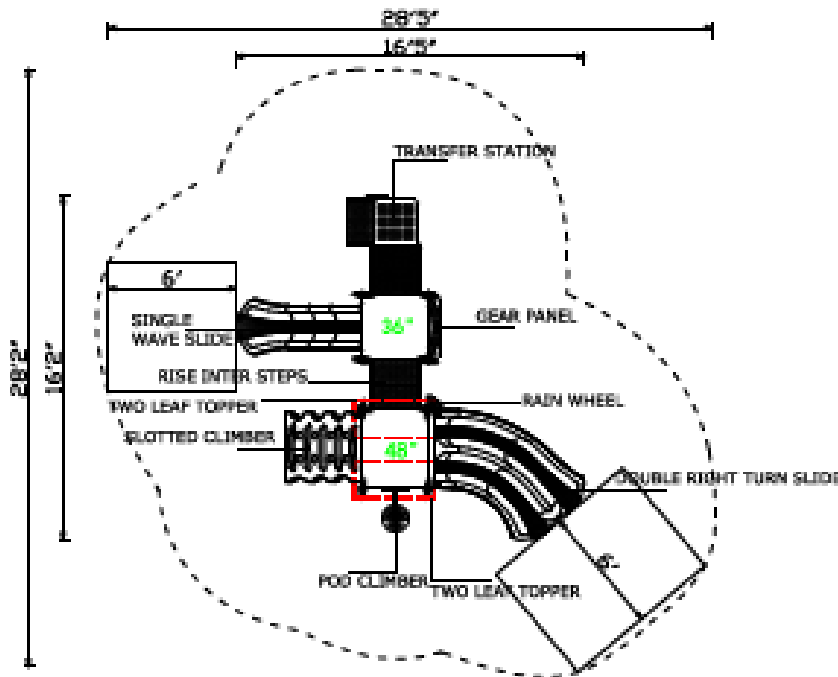 28'5"
16'5"
TRANSFER STATION
6'
36"
GEAR PANEL
SINGLE
WAVE SLIDE
28'2"
16'2"
RISE INTER STEPS
TWO LEAF TOPPER
RAIN WHEEL
SLOTTED CLIMBER
48"
DOUBLE RIGHT TURN SLIDE
6'
POD CLIMBER
TWO LEAF TOPPER